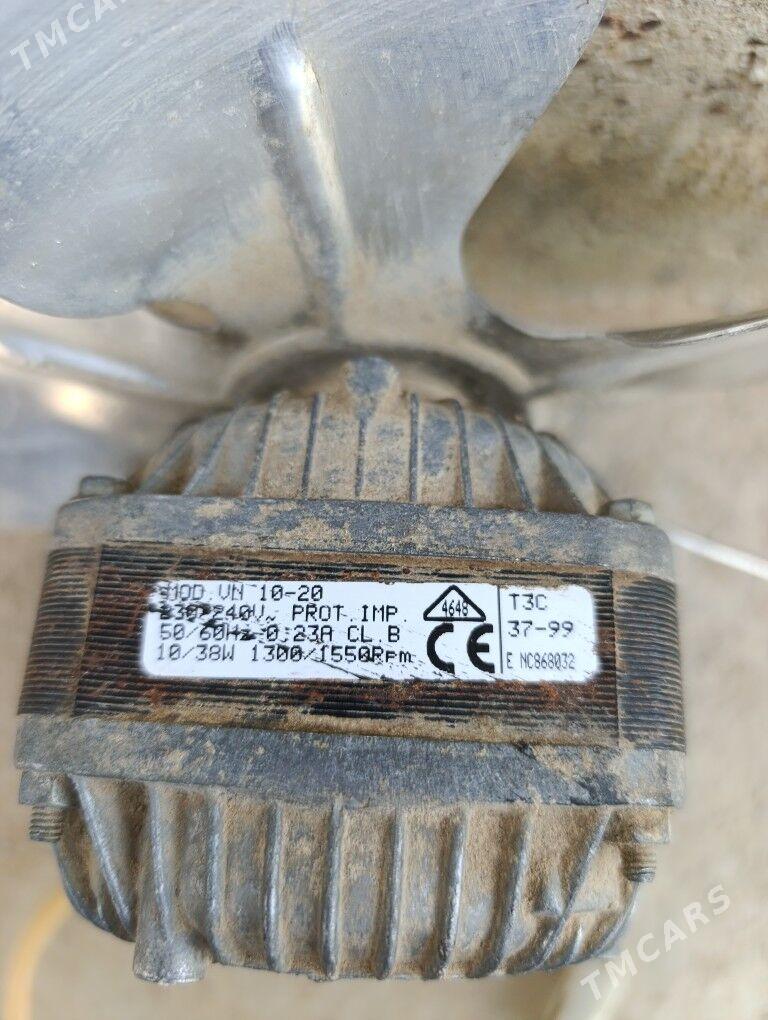 TMCARS
MOD.VN 10-20
230-240V~ PROT.IMP.
50/60Hz 0,23A CL.B
10/38W 1300/1550Rpm
4648
CE
T3C
37-99
E NC868032
TMCARS